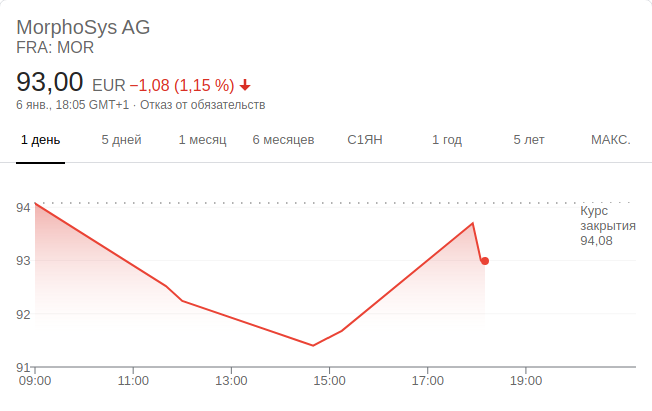 MorphoSys AG
FRA: MOR
93,00 EUR −1,08 (1,15 %)
6 янв., 18:05 GMT+1 · Отказ от обязательств
1 день 5 дней 1 месяц 6 месяцев С1ЯН 1 год 5 лет МАКС.
94
Курс
закрытия
94,08
93
92
91
09:00 11:00 13:00 15:00 17:00 19:00